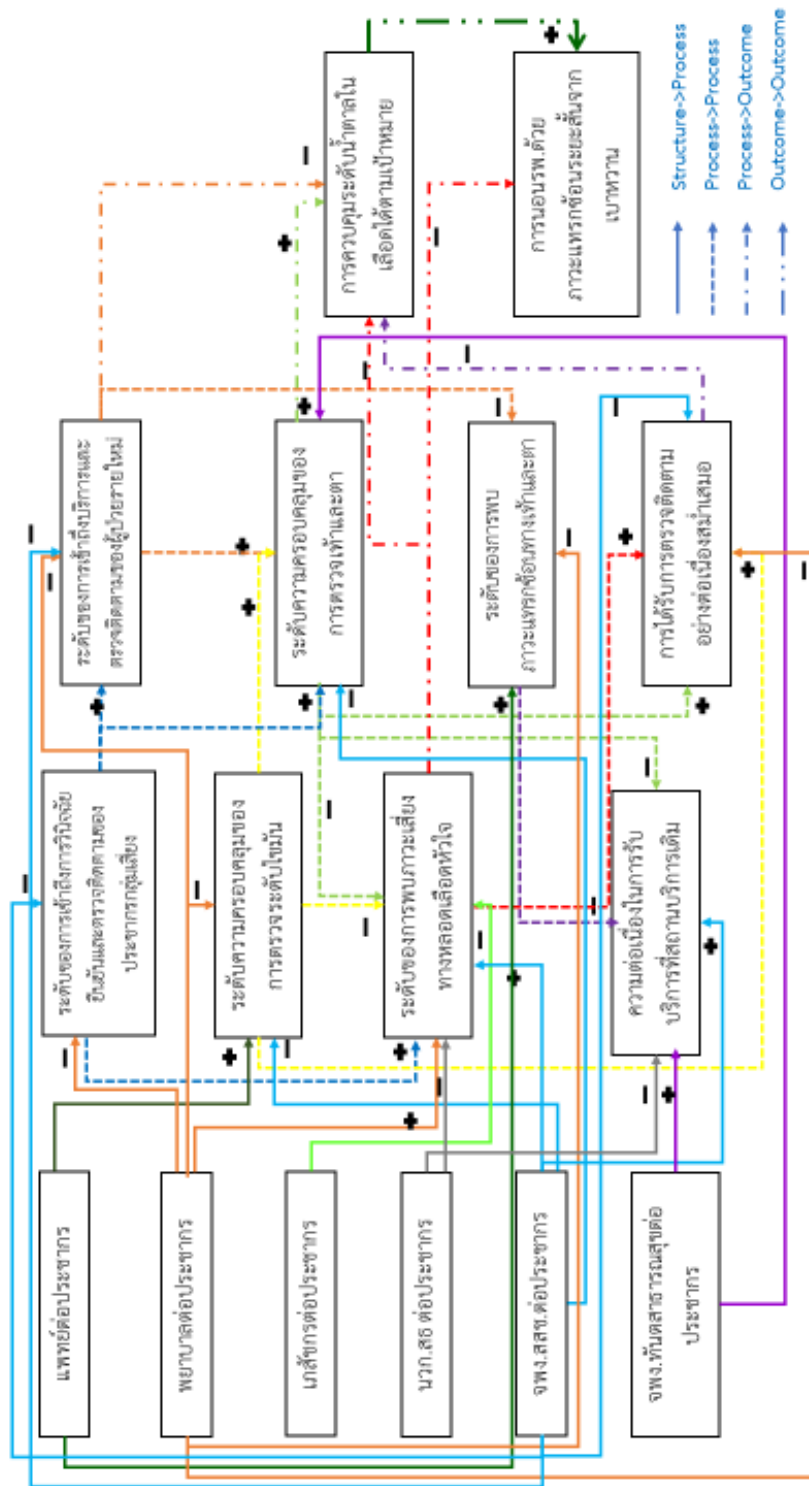 แพทย์ต่อประชากร
พยาบาลต่อประชากร
เภสัชกรต่อประชากร
นวก.สธ ต่อประชากร
จพง.สสช.ต่อประชากร
จพง.ทันตสาธารณสุขต่อ
ประชากร
ระดับของการเข้าถึงการวินิจฉัย
ยืนยันและตรวจติดตามของ
ประชากรกลุ่มเสี่ยง
ระดับความครอบคลุมของ
การตรวจระดับไขมัน
ระดับของการพบภาวะเสี่ยง
ทางหลอดเลือดหัวใจ
ความต่อเนื่องในการรับ
บริการที่สถานบริการเดิม
ระดับของการเข้าถึงบริการและ
ตรวจติดตามของผู้ป่วยรายใหม่
ระดับความครอบคลุมของ
การตรวจเท้าและตา
ระดับของการพบ
ภาวะแทรกซ้อนทางเท้าและตา
การได้รับการตรวจติดตาม
อย่างต่อเนื่องสม่ำเสมอ
การควบคุมระดับน้ำตาลใน
เลือดได้ตามเป้าหมาย
การนอนรพ.ด้วย
ภาวะแทรกซ้อนระยะสั้นจาก
เบาหวาน
Structure->Process
Process->Process
Process->Outcome
Outcome->Outcome